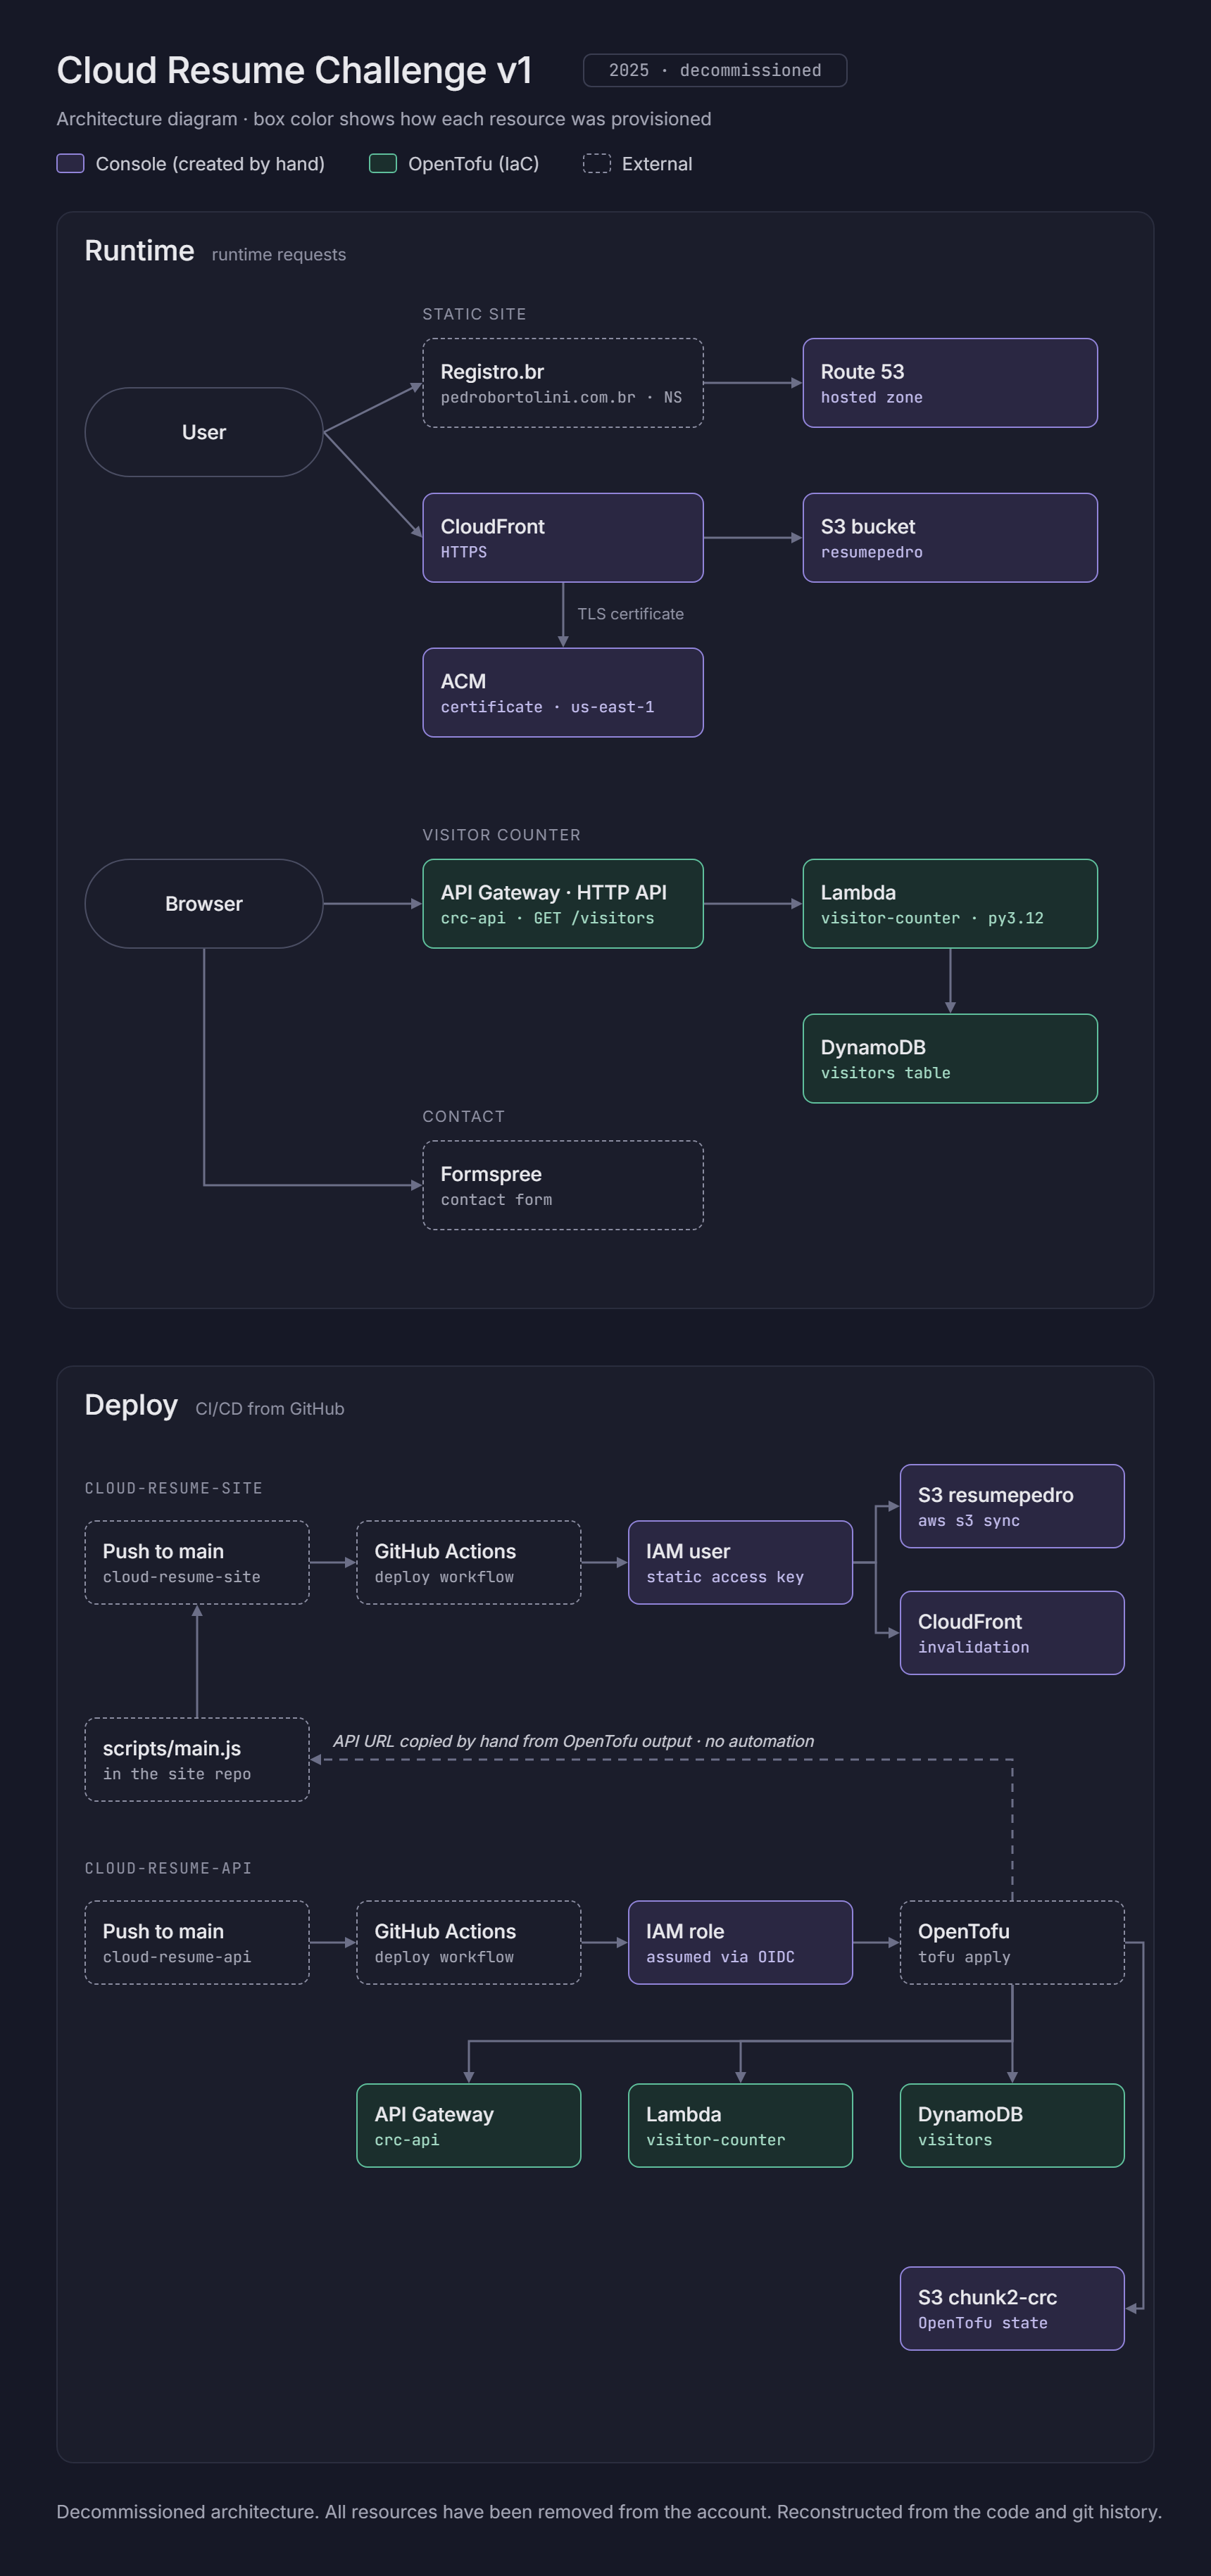 Cloud Resume Challenge v1
2025 · decommissioned
Architecture diagram · box color shows how each resource was provisioned
Console (created by hand)
OpenTofu (IaC)
External
Runtime
runtime requests
STATIC SITE
Registro.br
pedrobortolini.com.br · NS
Route 53
hosted zone
User
CloudFront
HTTPS
S3 bucket
resumepedro
TLS certificate
ACM
certificate · us-east-1
VISITOR COUNTER
Browser
API Gateway · HTTP API
crc-api · GET /visitors
Lambda
visitor-counter · py3.12
DynamoDB
visitors table
CONTACT
Formspree
contact form
Deploy
CI/CD from GitHub
CLOUD-RESUME-SITE
Push to main
cloud-resume-site
GitHub Actions
deploy workflow
IAM user
static access key
S3 resumepedro
aws s3 sync
CloudFront
invalidation
scripts/main.js
in the site repo
API URL copied by hand from OpenTofu output · no automation
CLOUD-RESUME-API
Push to main
cloud-resume-api
GitHub Actions
deploy workflow
IAM role
assumed via OIDC
OpenTofu
tofu apply
API Gateway
crc-api
Lambda
visitor-counter
DynamoDB
visitors
S3 chunk2-crc
OpenTofu state
Decommissioned architecture. All resources have been removed from the account. Reconstructed from the code and git history.